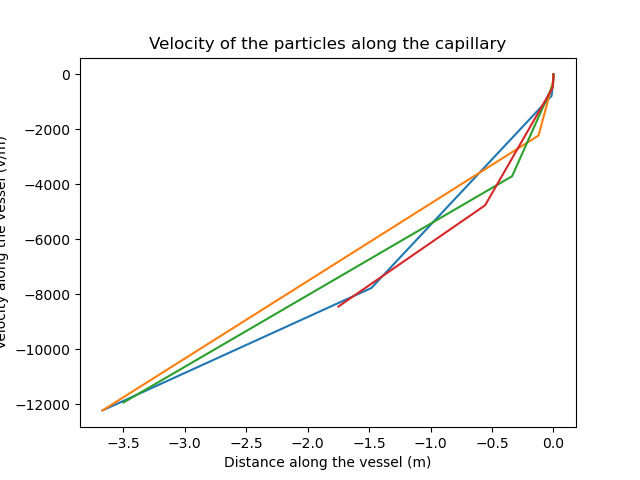 Velocity of the particles along the capillary
0
−2000
−4000
−6000
−8000
−10000
−12000
velocity along the vessel (v/m)
−3.5 −3.0 −2.5 −2.0 −1.5 −1.0 −0.5 0.0
Distance along the vessel (m)